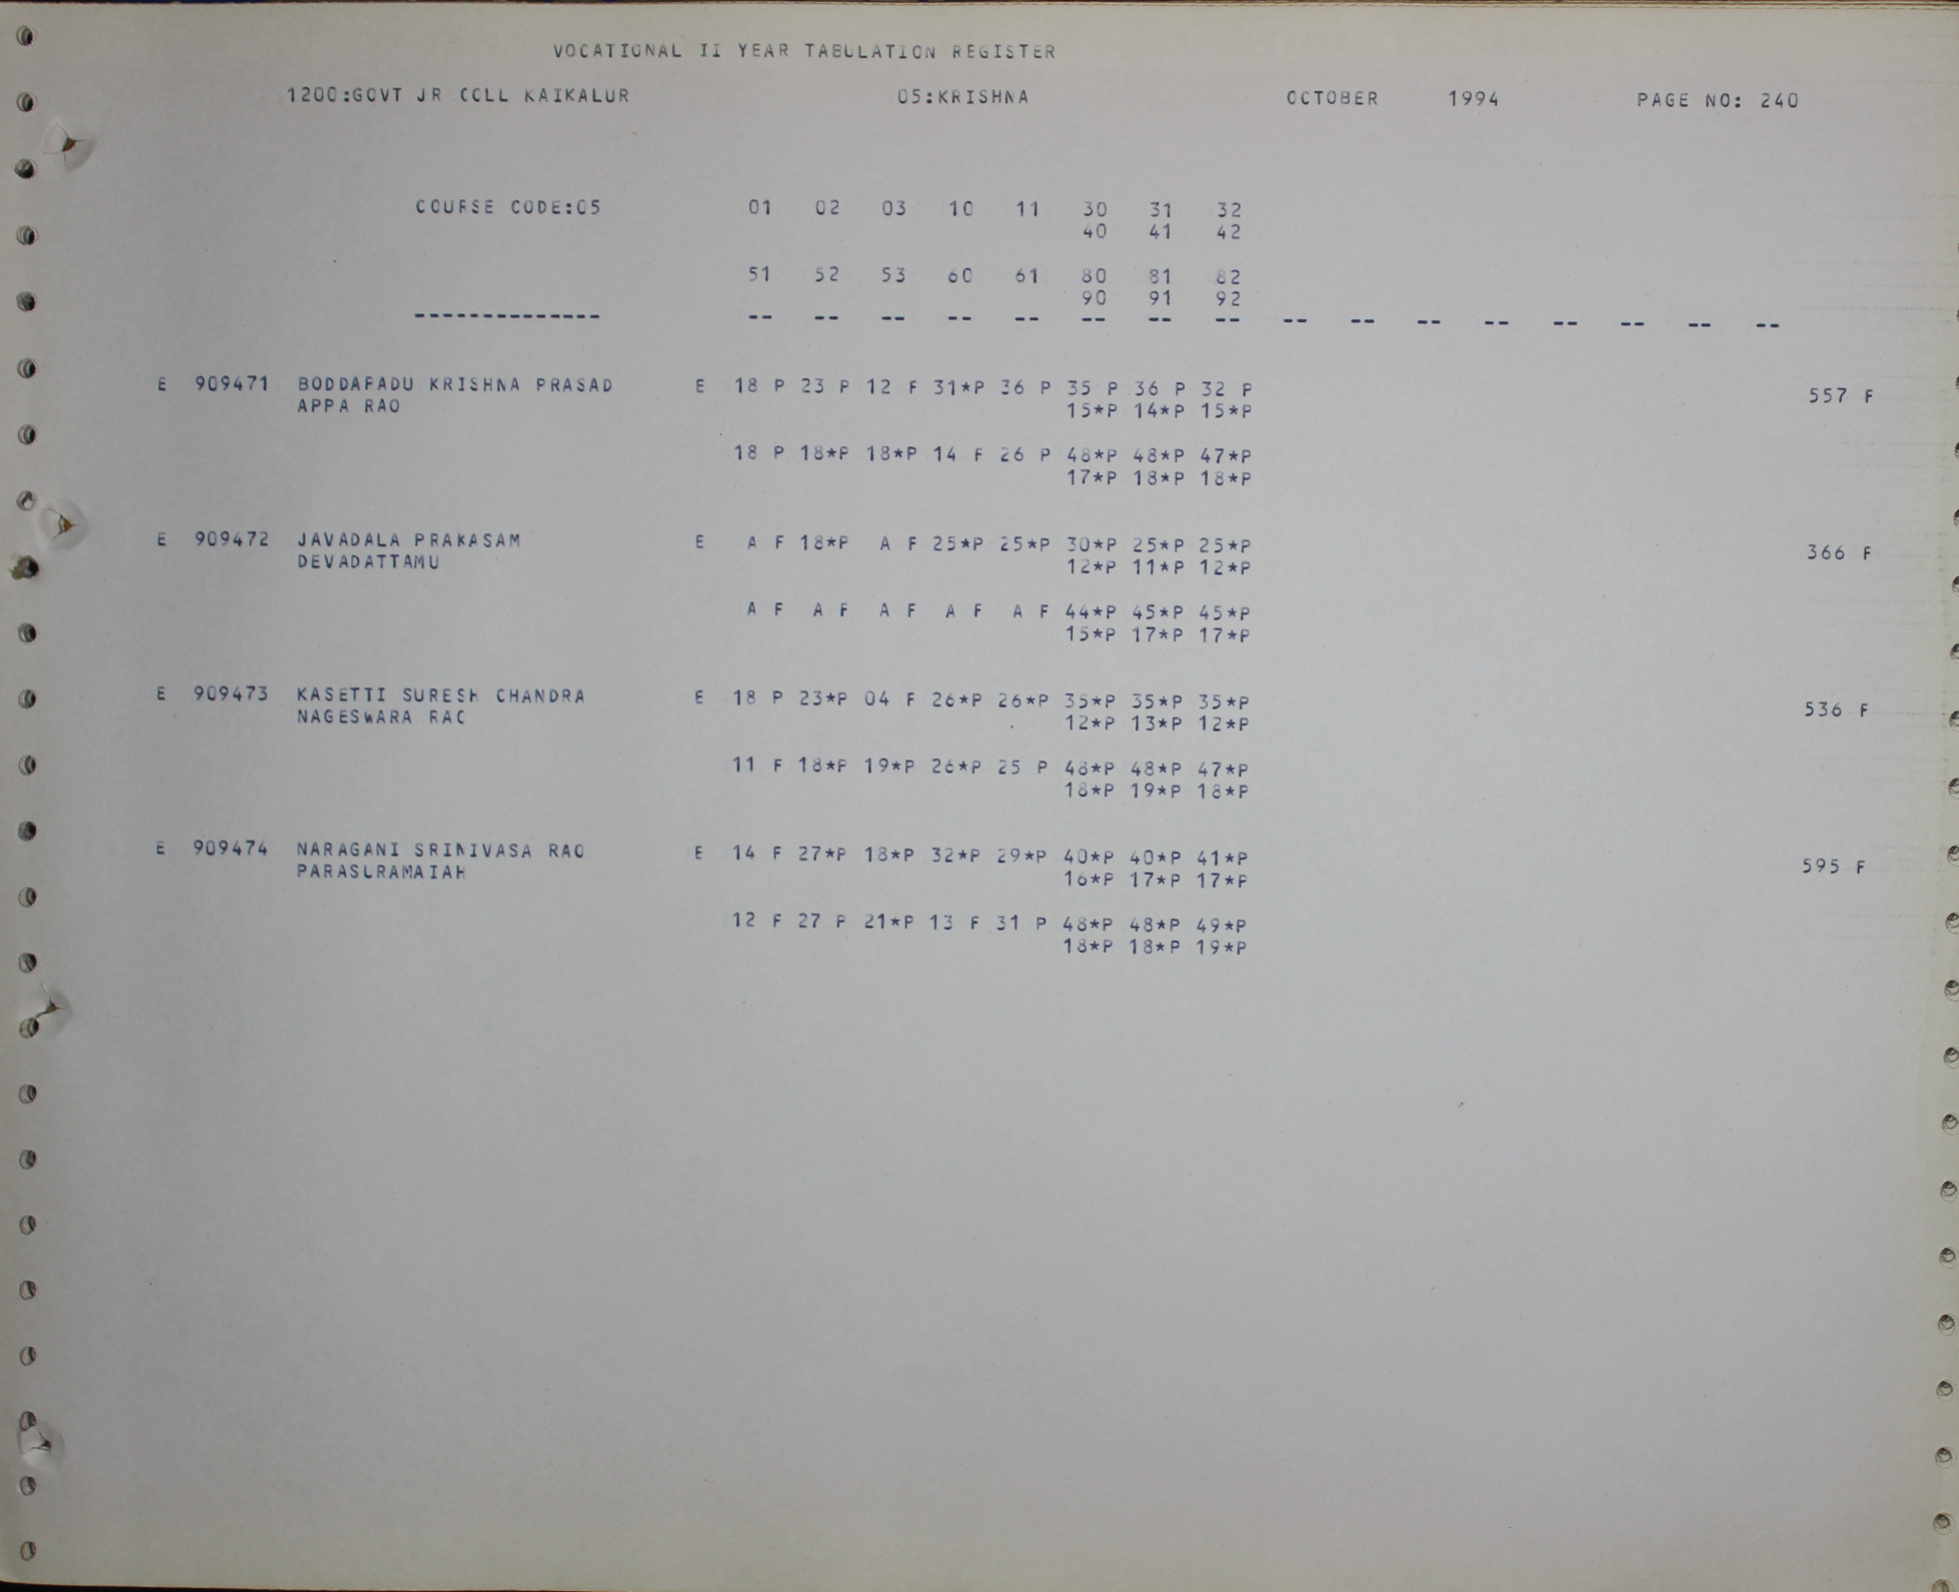 VOCATIONAL II YEAR TABULATION REGISTER
1200:GOVT JR COLL KAIKALUR 05:KRISHNA OCTOBER 1994 PAGE NO: 240
COURSE CODE:05 01 02 03 10 11 30 31 32
40 41 42
51 52 53 60 61 80 81 82
90 91 92
-------------- -- -- -- -- -- -- -- -- -- -- -- -- -- -- -- --
E 909471 BODDAPADU KRISHNA PRASAD E 18 P 23 P 12 F 31*P 36 P 35 P 36 P 32 P 557 F
APPA RAO 15*P 14*P 15*P
18 P 18*P 18*P 14 F 26 P 48*P 48*P 47*P
17*P 18*P 18*P
E 909472 JAVADALA PRAKASAM E A F 18*P A F 25*P 25*P 30*P 25*P 25*P 366 F
DEVADATTAMU 12*P 11*P 12*P
A F A F A F A F A F 44*P 45*P 45*P
15*P 17*P 17*P
E 909473 KASETTI SURESH CHANDRA E 18 P 23*P 04 F 26*P 26*P 35*P 35*P 35*P 536 F
NAGESWARA RAO 12*P 13*P 12*P
11 F 18*P 19*P 26*P 25 P 48*P 48*P 47*P
18*P 19*P 18*P
E 909474 NARAGANI SRINIVASA RAO E 14 F 27*P 18*P 32*P 29*P 40*P 40*P 41*P 595 F
PARASURAMAIAH 16*P 17*P 17*P
12 F 27 P 21*P 13 F 31 P 48*P 48*P 49*P
18*P 18*P 19*P